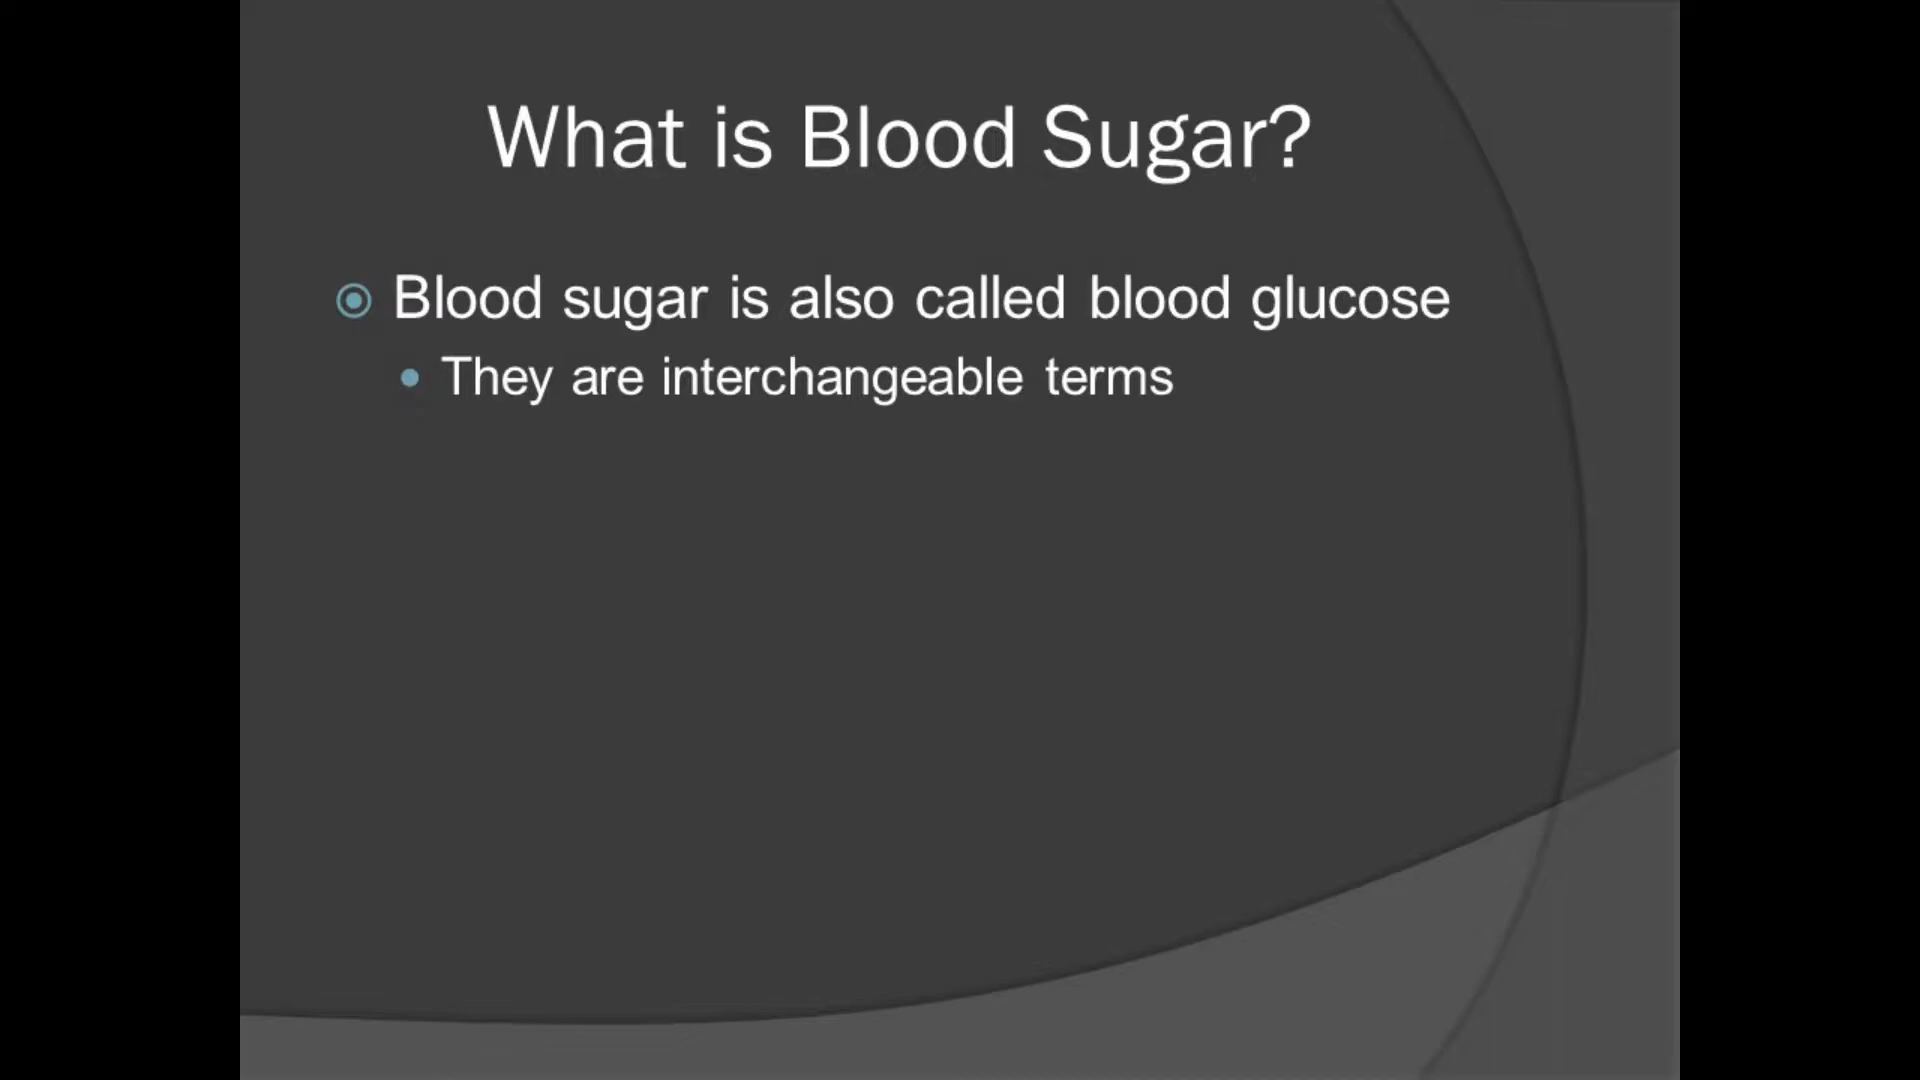 What is Blood Sugar?
Blood sugar is also called blood glucose
They are interchangeable terms